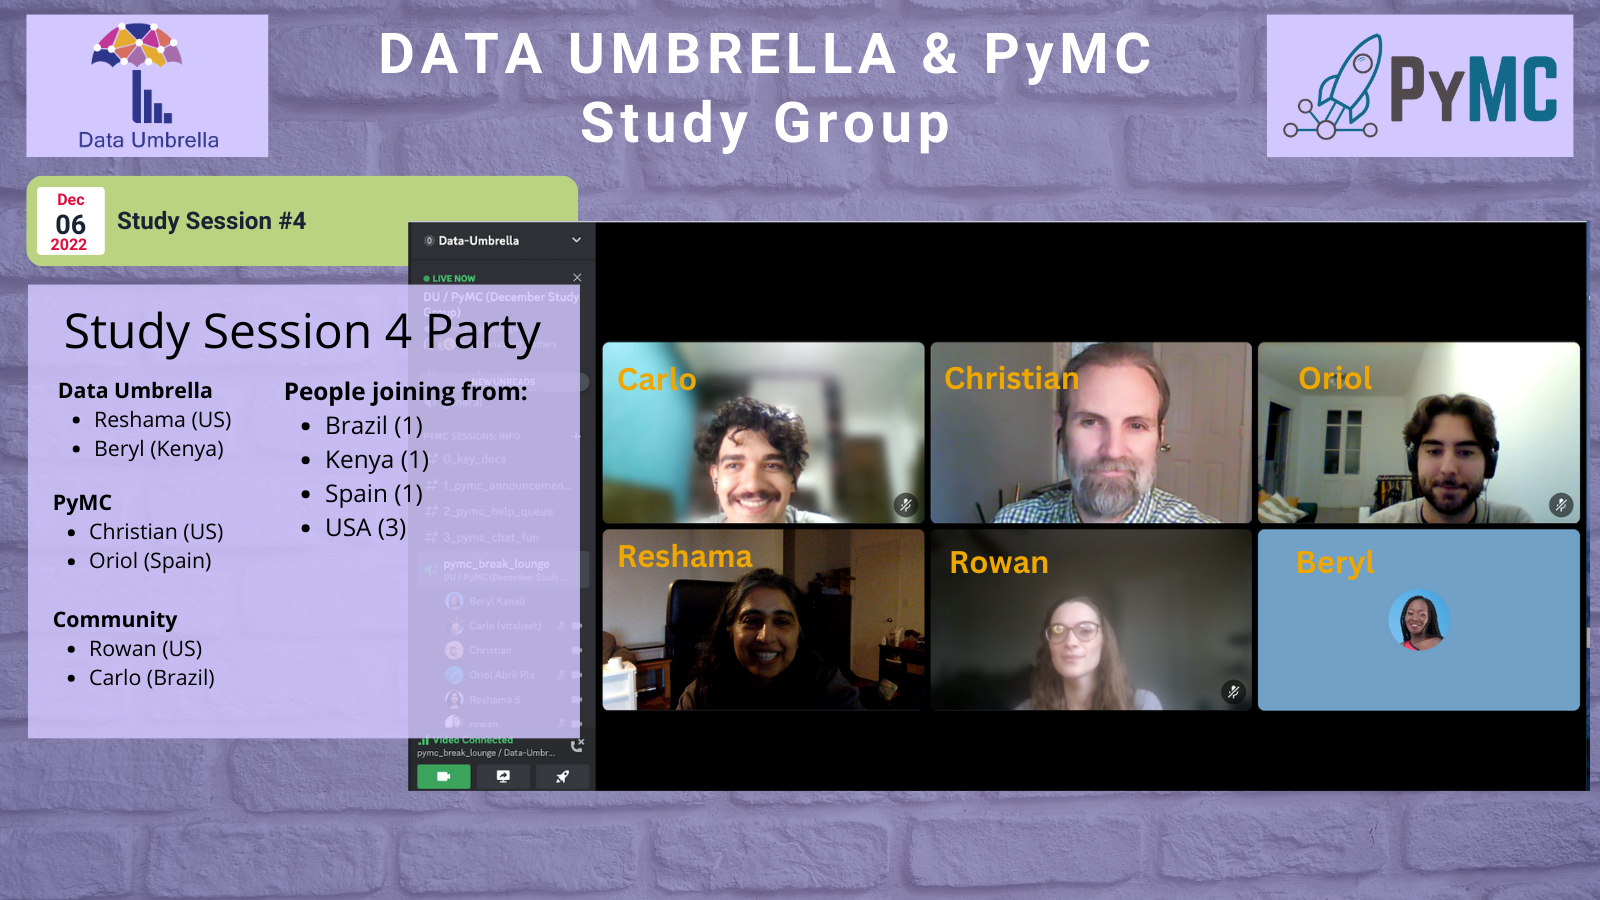 DATA UMBRELLA & PyMC
Study Group
Data Umbrella
PyMC
Dec
06
2022
Study Session #4
Study Session 4 Party
Data Umbrella
Reshama (US)
Beryl (Kenya)
PyMC
Christian (US)
Oriol (Spain)
Community
Rowan (US)
Carlo (Brazil)
People joining from:
Brazil (1)
Kenya (1)
Spain (1)
USA (3)
Data-Umbrella
LIVE NOW
DU / PyMC (December Study
Group)
PYMC SESSIONS: INFO
0_key_docs
1_pymc_announcemen...
2_pymc_help_queue
3_pymc_chat_fun
pymc_break_lounge
DU / PyMC (December Study...
Beryl Kanali
Carlo (vitaliset)
Christian
Oriol Abril Pla
Reshama S
rowan
Video Connected
pymc_break_lounge / Data-Umbr...
Carlo
Christian
Oriol
Reshama
Rowan
Beryl